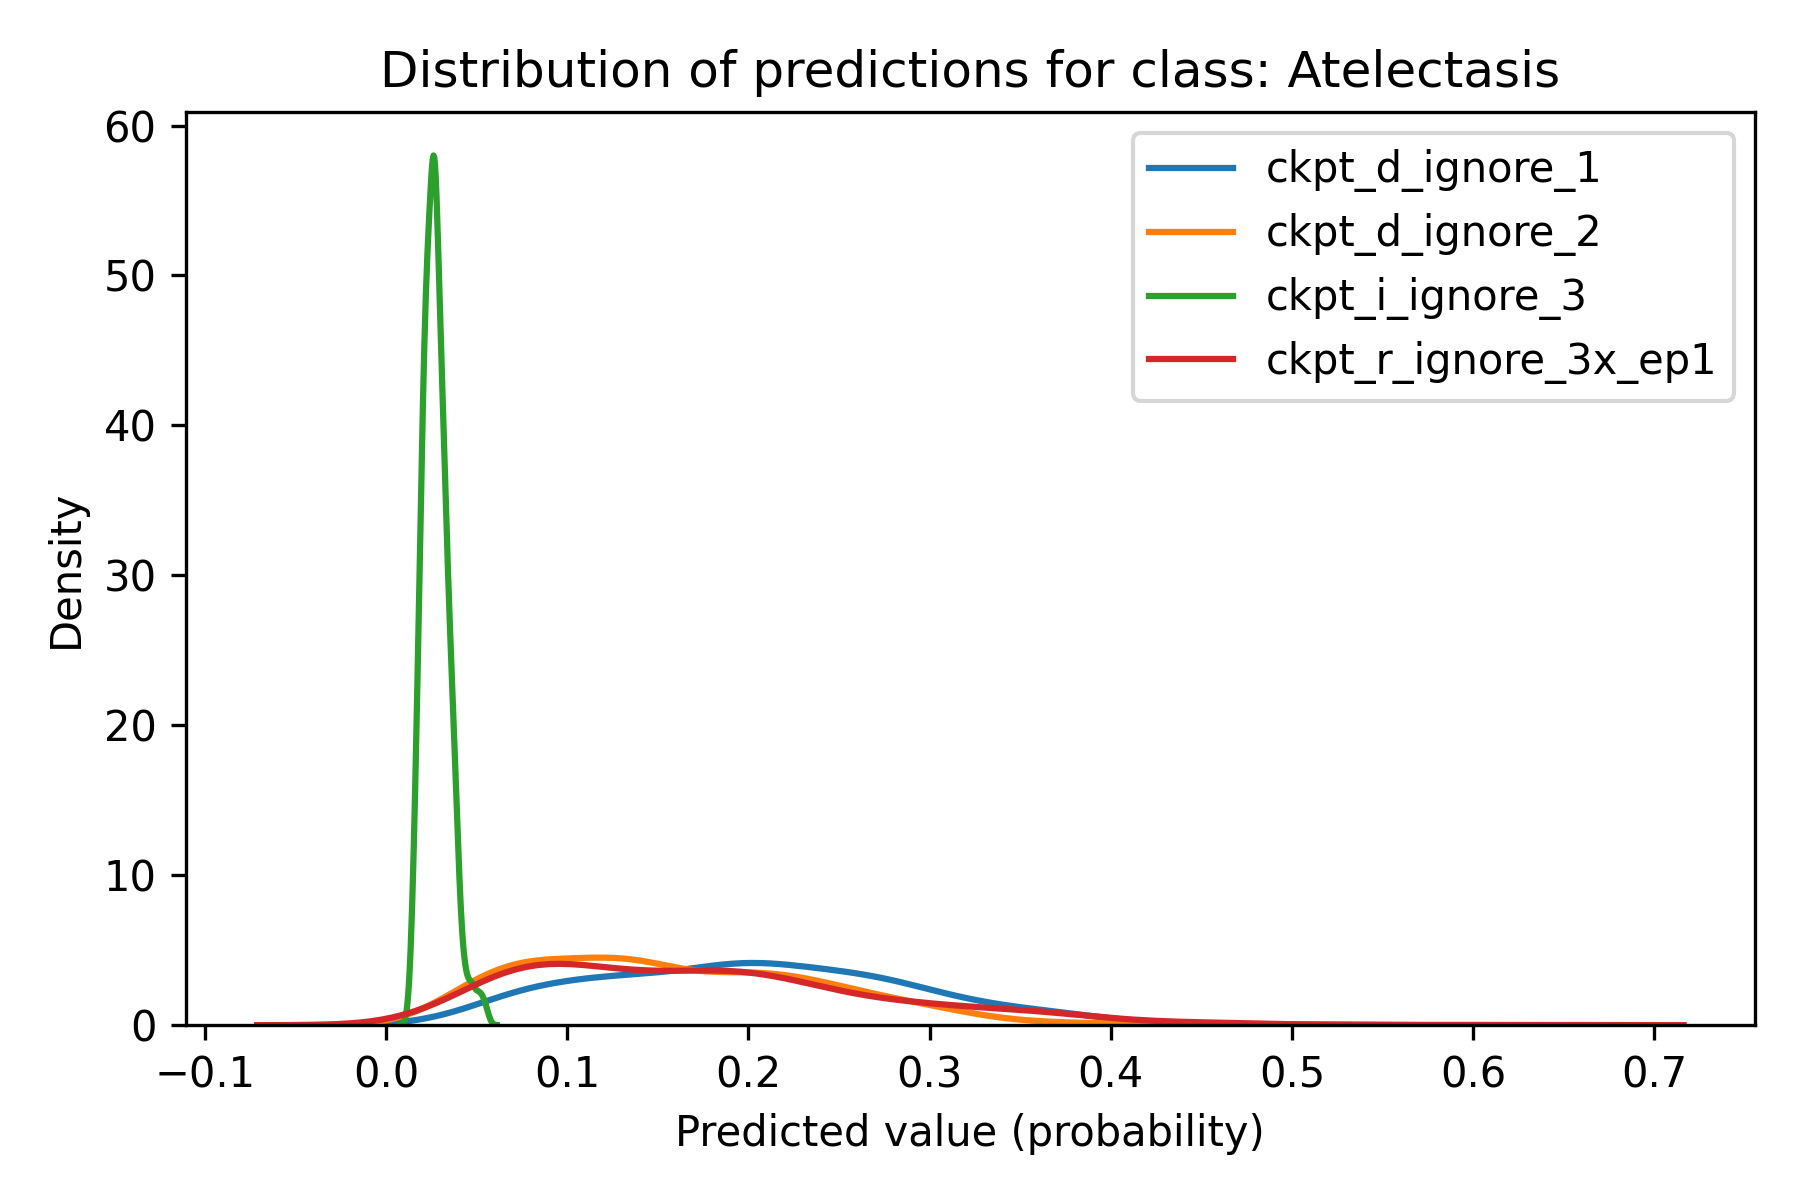 Distribution of predictions for class: Atelectasis
60
50
40
30
20
10
0
Density
ckpt_d_ignore_1
ckpt_d_ignore_2
ckpt_i_ignore_3
ckpt_r_ignore_3x_ep1
−0.1 0.0 0.1 0.2 0.3 0.4 0.5 0.6 0.7
Predicted value (probability)